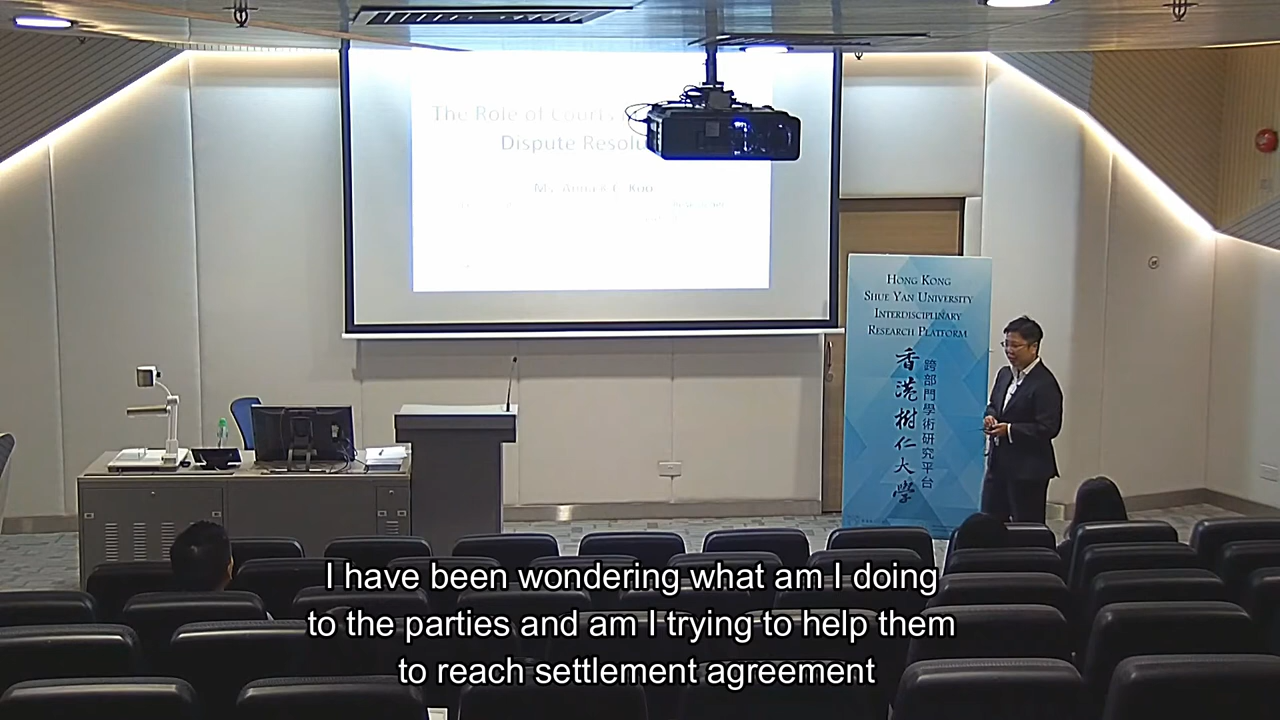 The Role of Courts
Dispute Resolu
HONG KONG
SHUE YAN UNIVERSITY
INTERDISCIPLINARY
RESEARCH PLATFORM
香港樹仁大學
跨部門學術研究平台
I have been wondering what am I doing
to the parties and am I trying to help them
to reach settlement agreement